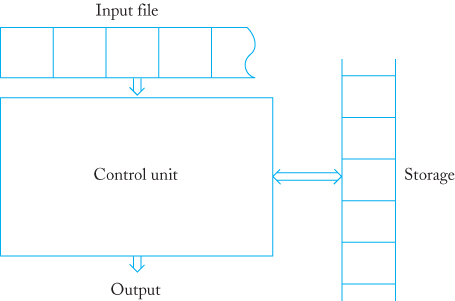 Input file
Control unit
Storage
Output